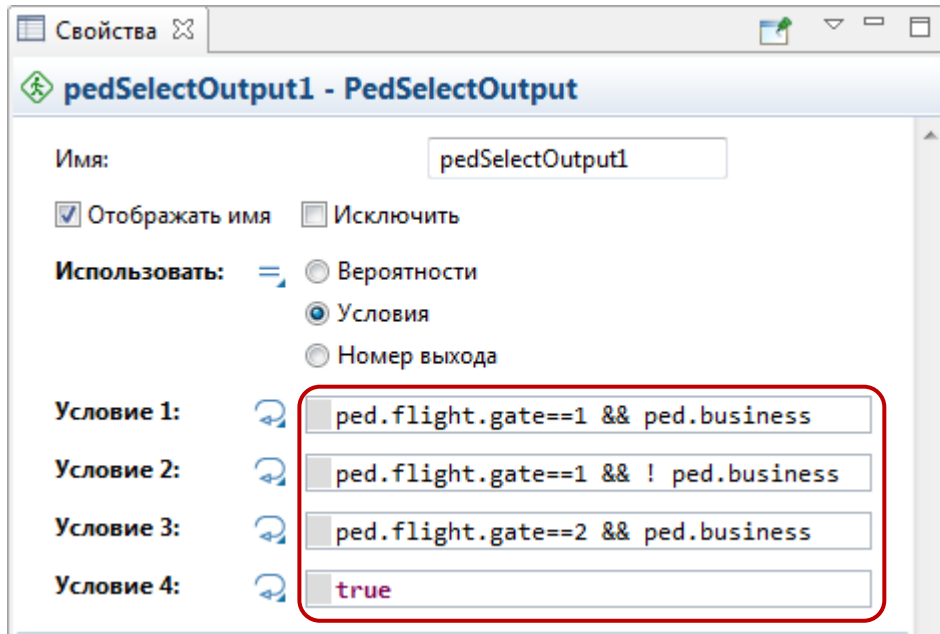 Свойства
pedSelectOutput1 - PedSelectOutput
Имя: pedSelectOutput1
Отображать имя Исключить
Использовать: Вероятности
Условия
Номер выхода
Условие 1: ped.flight.gate==1 && ped.business
Условие 2: ped.flight.gate==1 && ! ped.business
Условие 3: ped.flight.gate==2 && ped.business
Условие 4: true